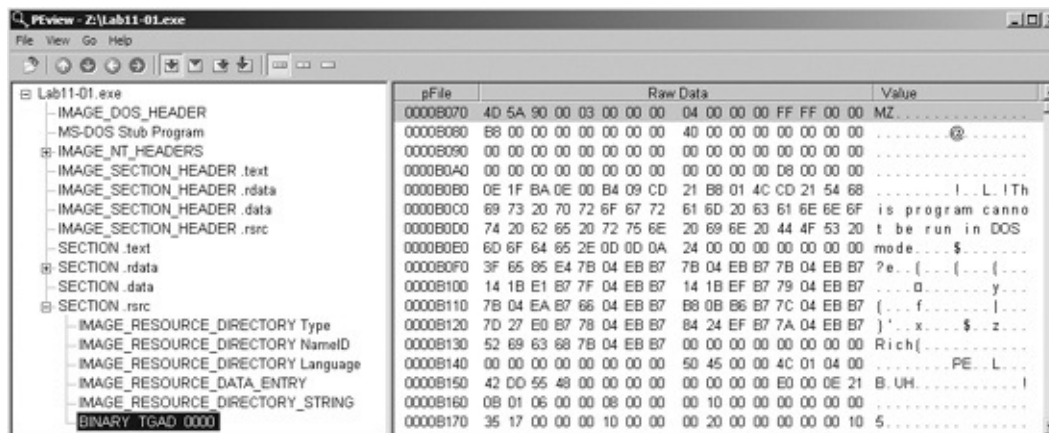 PEview - Z:\Lab11-01.exe
File View Go Help
Lab11-01.exe
IMAGE_DOS_HEADER
MS-DOS Stub Program
IMAGE_NT_HEADERS
IMAGE_SECTION_HEADER .text
IMAGE_SECTION_HEADER .rdata
IMAGE_SECTION_HEADER .data
IMAGE_SECTION_HEADER .rsrc
SECTION .text
SECTION .rdata
SECTION .data
SECTION .rsrc
IMAGE_RESOURCE_DIRECTORY Type
IMAGE_RESOURCE_DIRECTORY NameID
IMAGE_RESOURCE_DIRECTORY Language
IMAGE_RESOURCE_DATA_ENTRY
IMAGE_RESOURCE_DIRECTORY_STRING
BINARY TGAD 0000
pFile Raw Data Value
0000B070 4D 5A 90 00 03 00 00 00 04 00 00 00 FF FF 00 00 MZ..............
0000B080 B8 00 00 00 00 00 00 00 40 00 00 00 00 00 00 00 ........@.......
0000B090 00 00 00 00 00 00 00 00 00 00 00 00 00 00 00 00 ................
0000B0A0 00 00 00 00 00 00 00 00 00 00 00 00 D8 00 00 00 ................
0000B0B0 0E 1F BA 0E 00 B4 09 CD 21 B8 01 4C CD 21 54 68 ........!..L.!Th
0000B0C0 69 73 20 70 72 6F 67 72 61 6D 20 63 61 6E 6E 6F is program canno
0000B0D0 74 20 62 65 20 72 75 6E 20 69 6E 20 44 4F 53 20 t be run in DOS
0000B0E0 6D 6F 64 65 2E 0D 0D 0A 24 00 00 00 00 00 00 00 mode....$.......
0000B0F0 3F 65 85 E4 7B 04 EB B7 7B 04 EB B7 7B 04 EB B7 ?e..{...{...{...
0000B100 14 1B E1 B7 7F 04 EB B7 14 1B EF B7 79 04 EB B7 ............y...
0000B110 7B 04 EA B7 66 04 EB B7 B8 0B B6 B7 7C 04 EB B7 {...f.......|...
0000B120 7D 27 E0 B7 78 04 EB B7 84 24 EF B7 7A 04 EB B7 }'..x....$..z...
0000B130 52 69 63 68 7B 04 EB B7 00 00 00 00 00 00 00 00 Rich{...........
0000B140 00 00 00 00 00 00 00 00 50 45 00 00 4C 01 04 00 ........PE..L...
0000B150 42 DD 55 48 00 00 00 00 00 00 00 00 E0 00 0E 21 B.UH...........!
0000B160 0B 01 06 00 00 08 00 00 00 10 00 00 00 00 00 00 ................
0000B170 35 17 00 00 00 10 00 00 00 20 00 00 00 00 00 10 5........ ......